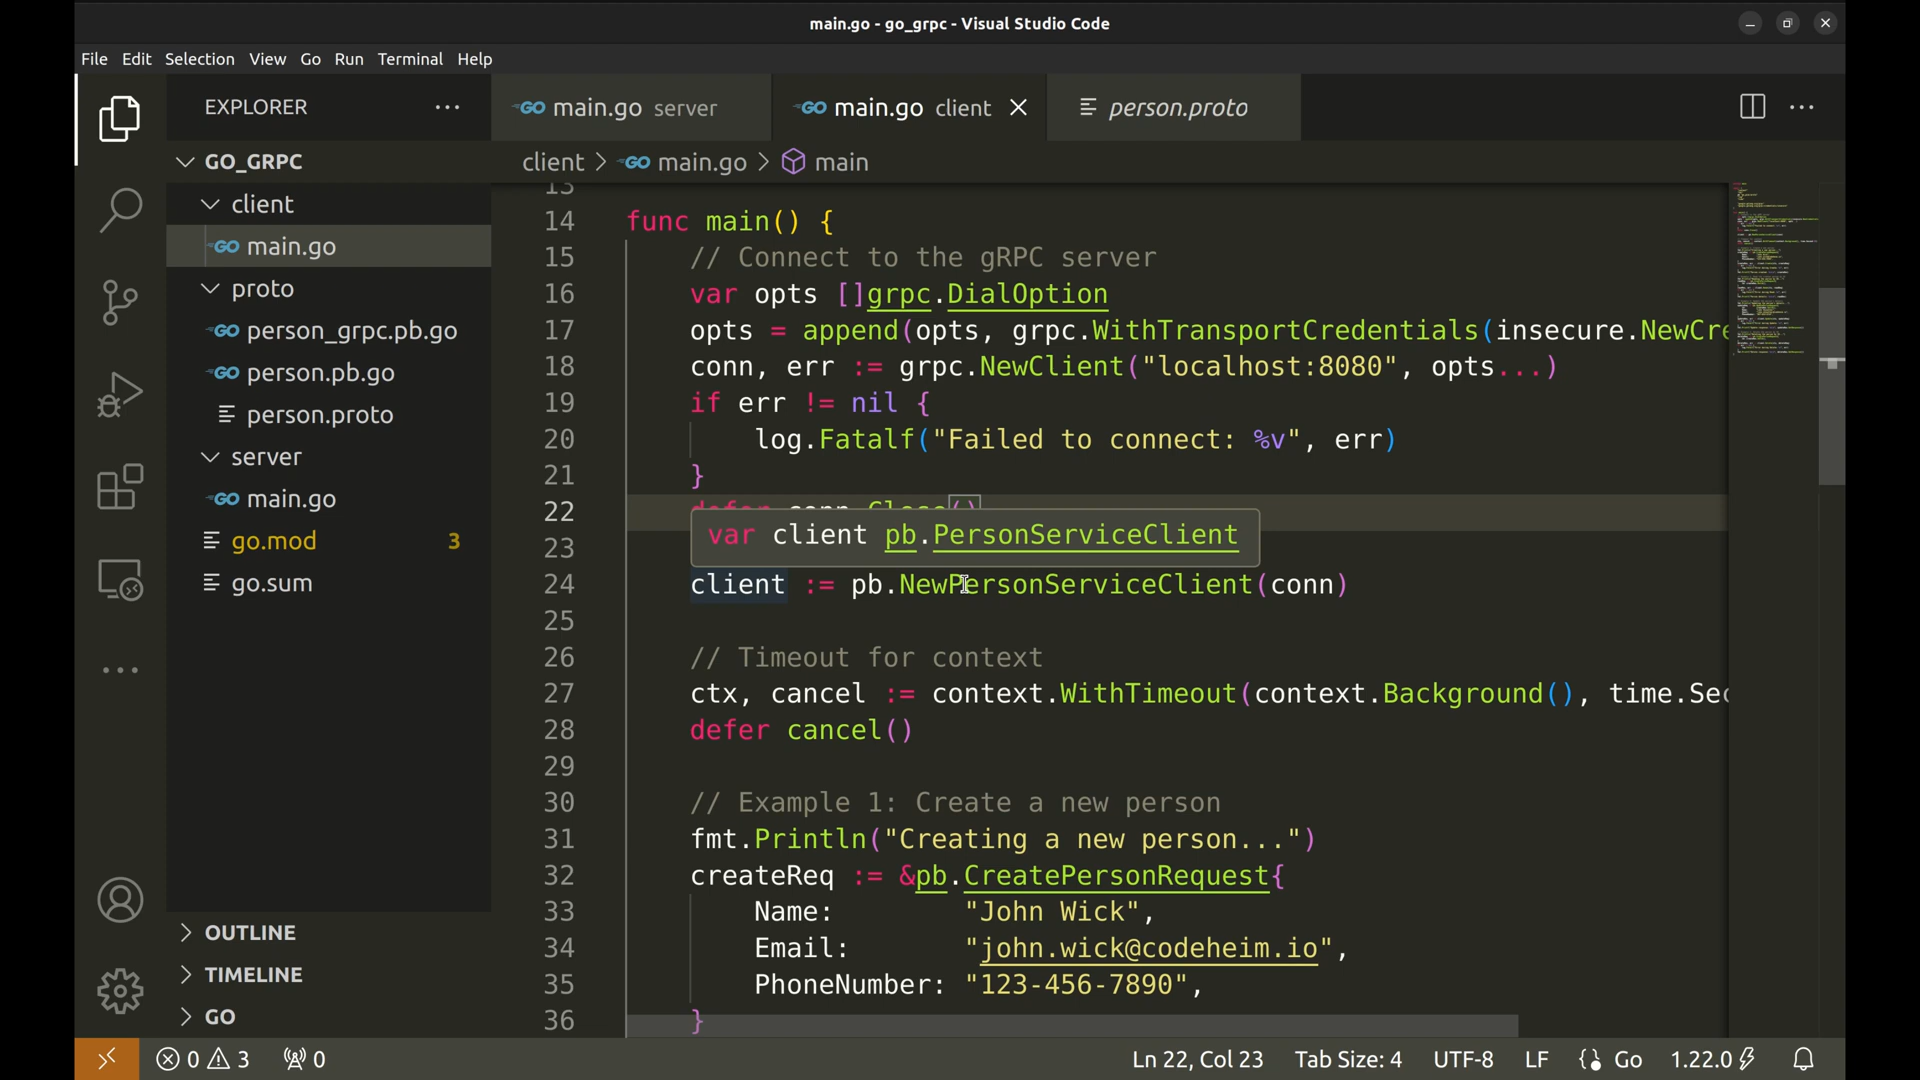 main.go - go_grpc - Visual Studio Code
File Edit Selection View Go Run Terminal Help
EXPLORER
GO main.go server
GO main.go client
person.proto
client > GO main.go > main
GO_GRPC
client
GO main.go
proto
GO person_grpc.pb.go
GO person.pb.go
person.proto
server
GO main.go
go.mod 3
go.sum
OUTLINE
TIMELINE
GO
13
14 func main() {
15 // Connect to the gRPC server
16 var opts []grpc.DialOption
17 opts = append(opts, grpc.WithTransportCredentials(insecure.NewCre
18 conn, err := grpc.NewClient("localhost:8080", opts...)
19 if err != nil {
20 log.Fatalf("Failed to connect: %v", err)
21 }
22 defer conn.Close()
var client pb.PersonServiceClient
23
24 client := pb.NewPersonServiceClient(conn)
25
26 // Timeout for context
27 ctx, cancel := context.WithTimeout(context.Background(), time.Sec
28 defer cancel()
29
30 // Example 1: Create a new person
31 fmt.Println("Creating a new person...")
32 createReq := &pb.CreatePersonRequest{
33 Name: "John Wick",
34 Email: "john.wick@codeheim.io",
35 PhoneNumber: "123-456-7890",
36 }
0 3 0 Ln 22, Col 23 Tab Size: 4 UTF-8 LF {} Go 1.22.0